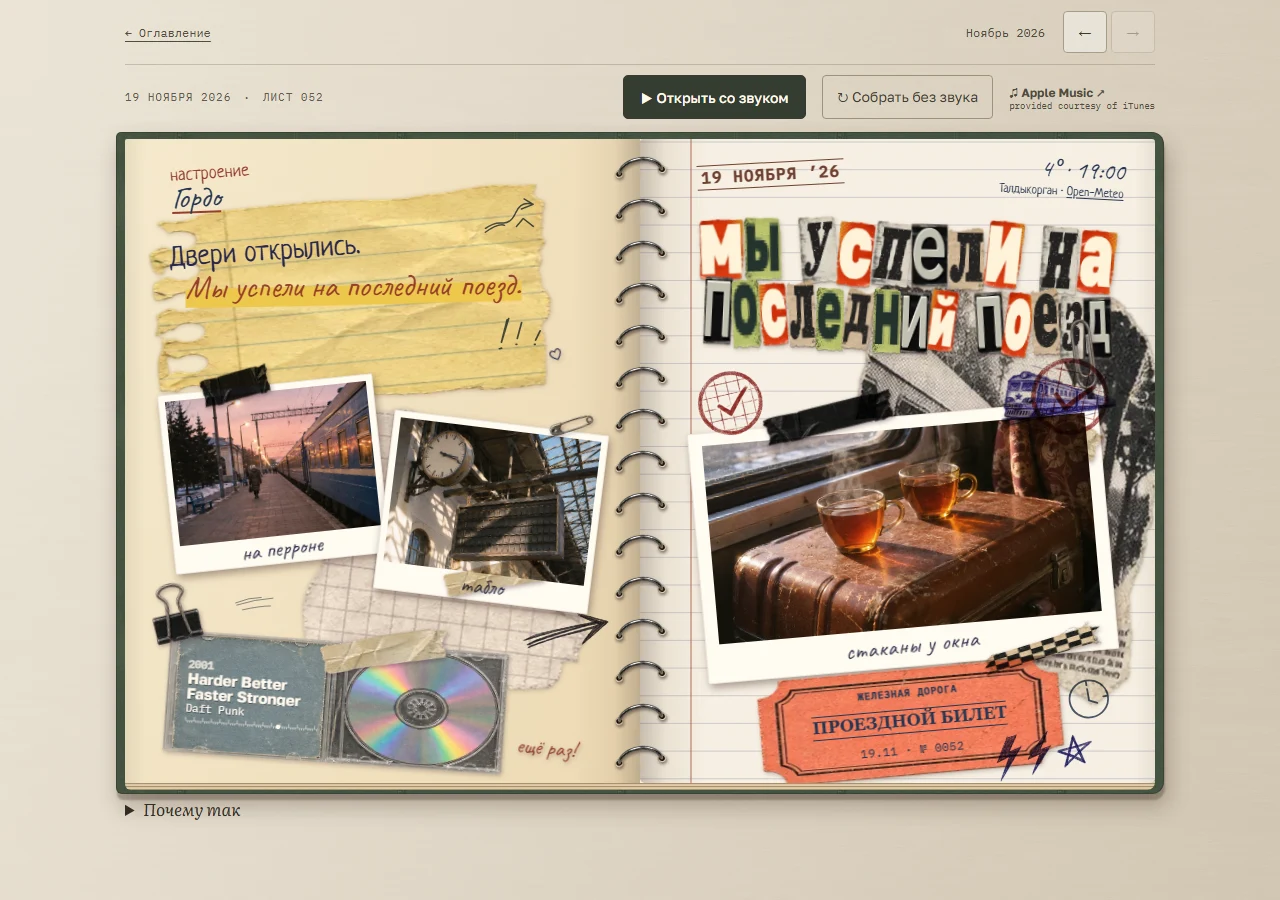 ← Оглавление
Ноябрь 2026
←
→
19 НОЯБРЯ 2026 · ЛИСТ 052
▶ Открыть со звуком
↻ Собрать без звука
♫ Apple Music ↗
provided courtesy of iTunes
настроение
Гордо
Двери открылись.
Мы успели на последний поезд.
!!!
на перроне
табло
2001
Harder Better
Faster Stronger
Daft Punk
ещё раз!
19 НОЯБРЯ '26
4° · 19:00
Талдыкорган · Open-Meteo
Мы успели на
последний поезд
стаканы у окна
ЖЕЛЕЗНАЯ ДОРОГА
ПРОЕЗДНОЙ БИЛЕТ
19.11 · № 0052
▶ Почему так